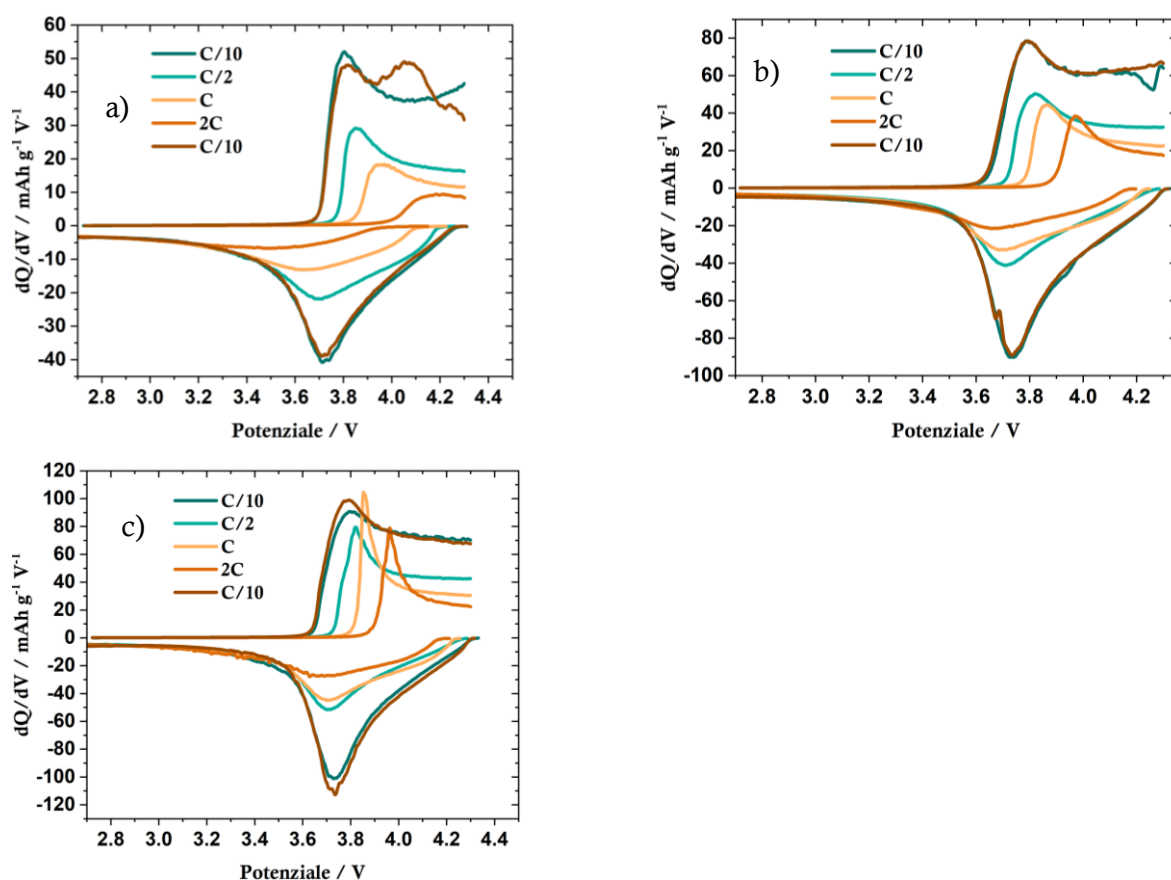 a)
C/10
C/2
C
2C
C/10
60
50
40
30
20
10
0
-10
-20
-30
-40
dQ/dV / mAh g⁻¹ V⁻¹
2.8 3.0 3.2 3.4 3.6 3.8 4.0 4.2 4.4
Potenziale / V
b)
C/10
C/2
C
2C
C/10
80
60
40
20
0
-20
-40
-60
-80
-100
dQ/dV / mAh g⁻¹ V⁻¹
2.8 3.0 3.2 3.4 3.6 3.8 4.0 4.2
Potenziale / V
c)
C/10
C/2
C
2C
C/10
120
100
80
60
40
20
0
-20
-40
-60
-80
-100
-120
dQ/dV / mAh g⁻¹ V⁻¹
2.8 3.0 3.2 3.4 3.6 3.8 4.0 4.2 4.4
Potenziale / V